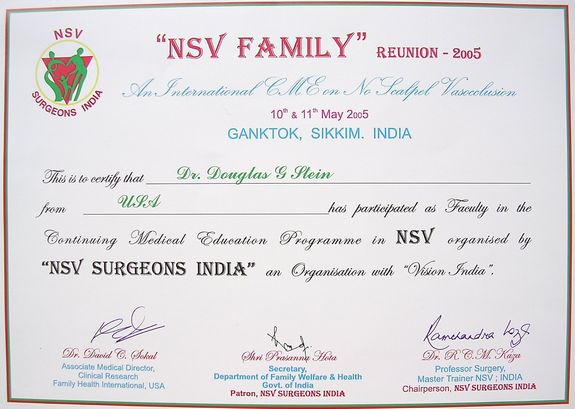 NSV
SURGEONS INDIA
“NSV FAMILY” REUNION - 2005
An International CME on No Scalpel Vasoclusion
10th & 11th May 2005
GANKTOK, SIKKIM. INDIA
This is to certify that Dr. Douglas G Stein
from USA has participated as Faculty in the
Continuing Medical Education Programme in NSV organised by
“NSV SURGEONS INDIA” an Organisation with “Vision India”.
Ramchandra Kaza
Dr. David C. Sokal
Associate Medical Director,
Clinical Research
Family Health International, USA
Shri Prasanna Hota
Secretary,
Department of Family Welfare & Health
Govt. of India
Patron, NSV SURGEONS INDIA
Dr. R.C.M. Kaza
Professor Surgery,
Master Trainer NSV ; INDIA
Chairperson, NSV SURGEONS INDIA